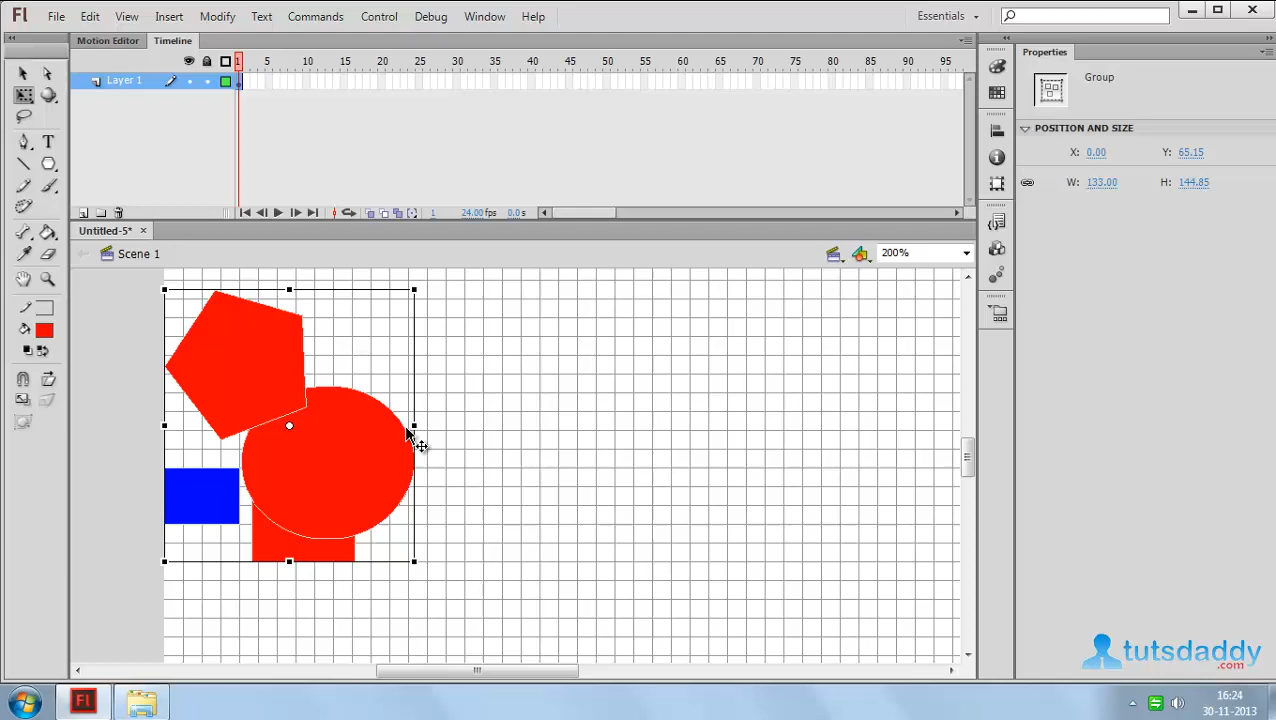 Fl File Edit View Insert Modify Text Commands Control Debug Window Help Essentials
Motion Editor Timeline
1 5 10 15 20 25 30 35 40 45 50 55 60 65 70 75 80 85 90 95
Layer 1
1 24.00 fps 0.0 s
Untitled-5* ×
Scene 1 200%
Properties
Group
POSITION AND SIZE
X: 0.00 Y: 65.15
W: 133.00 H: 144.85
tutsdaddy
.com
Fl 16:24
30-11-2013